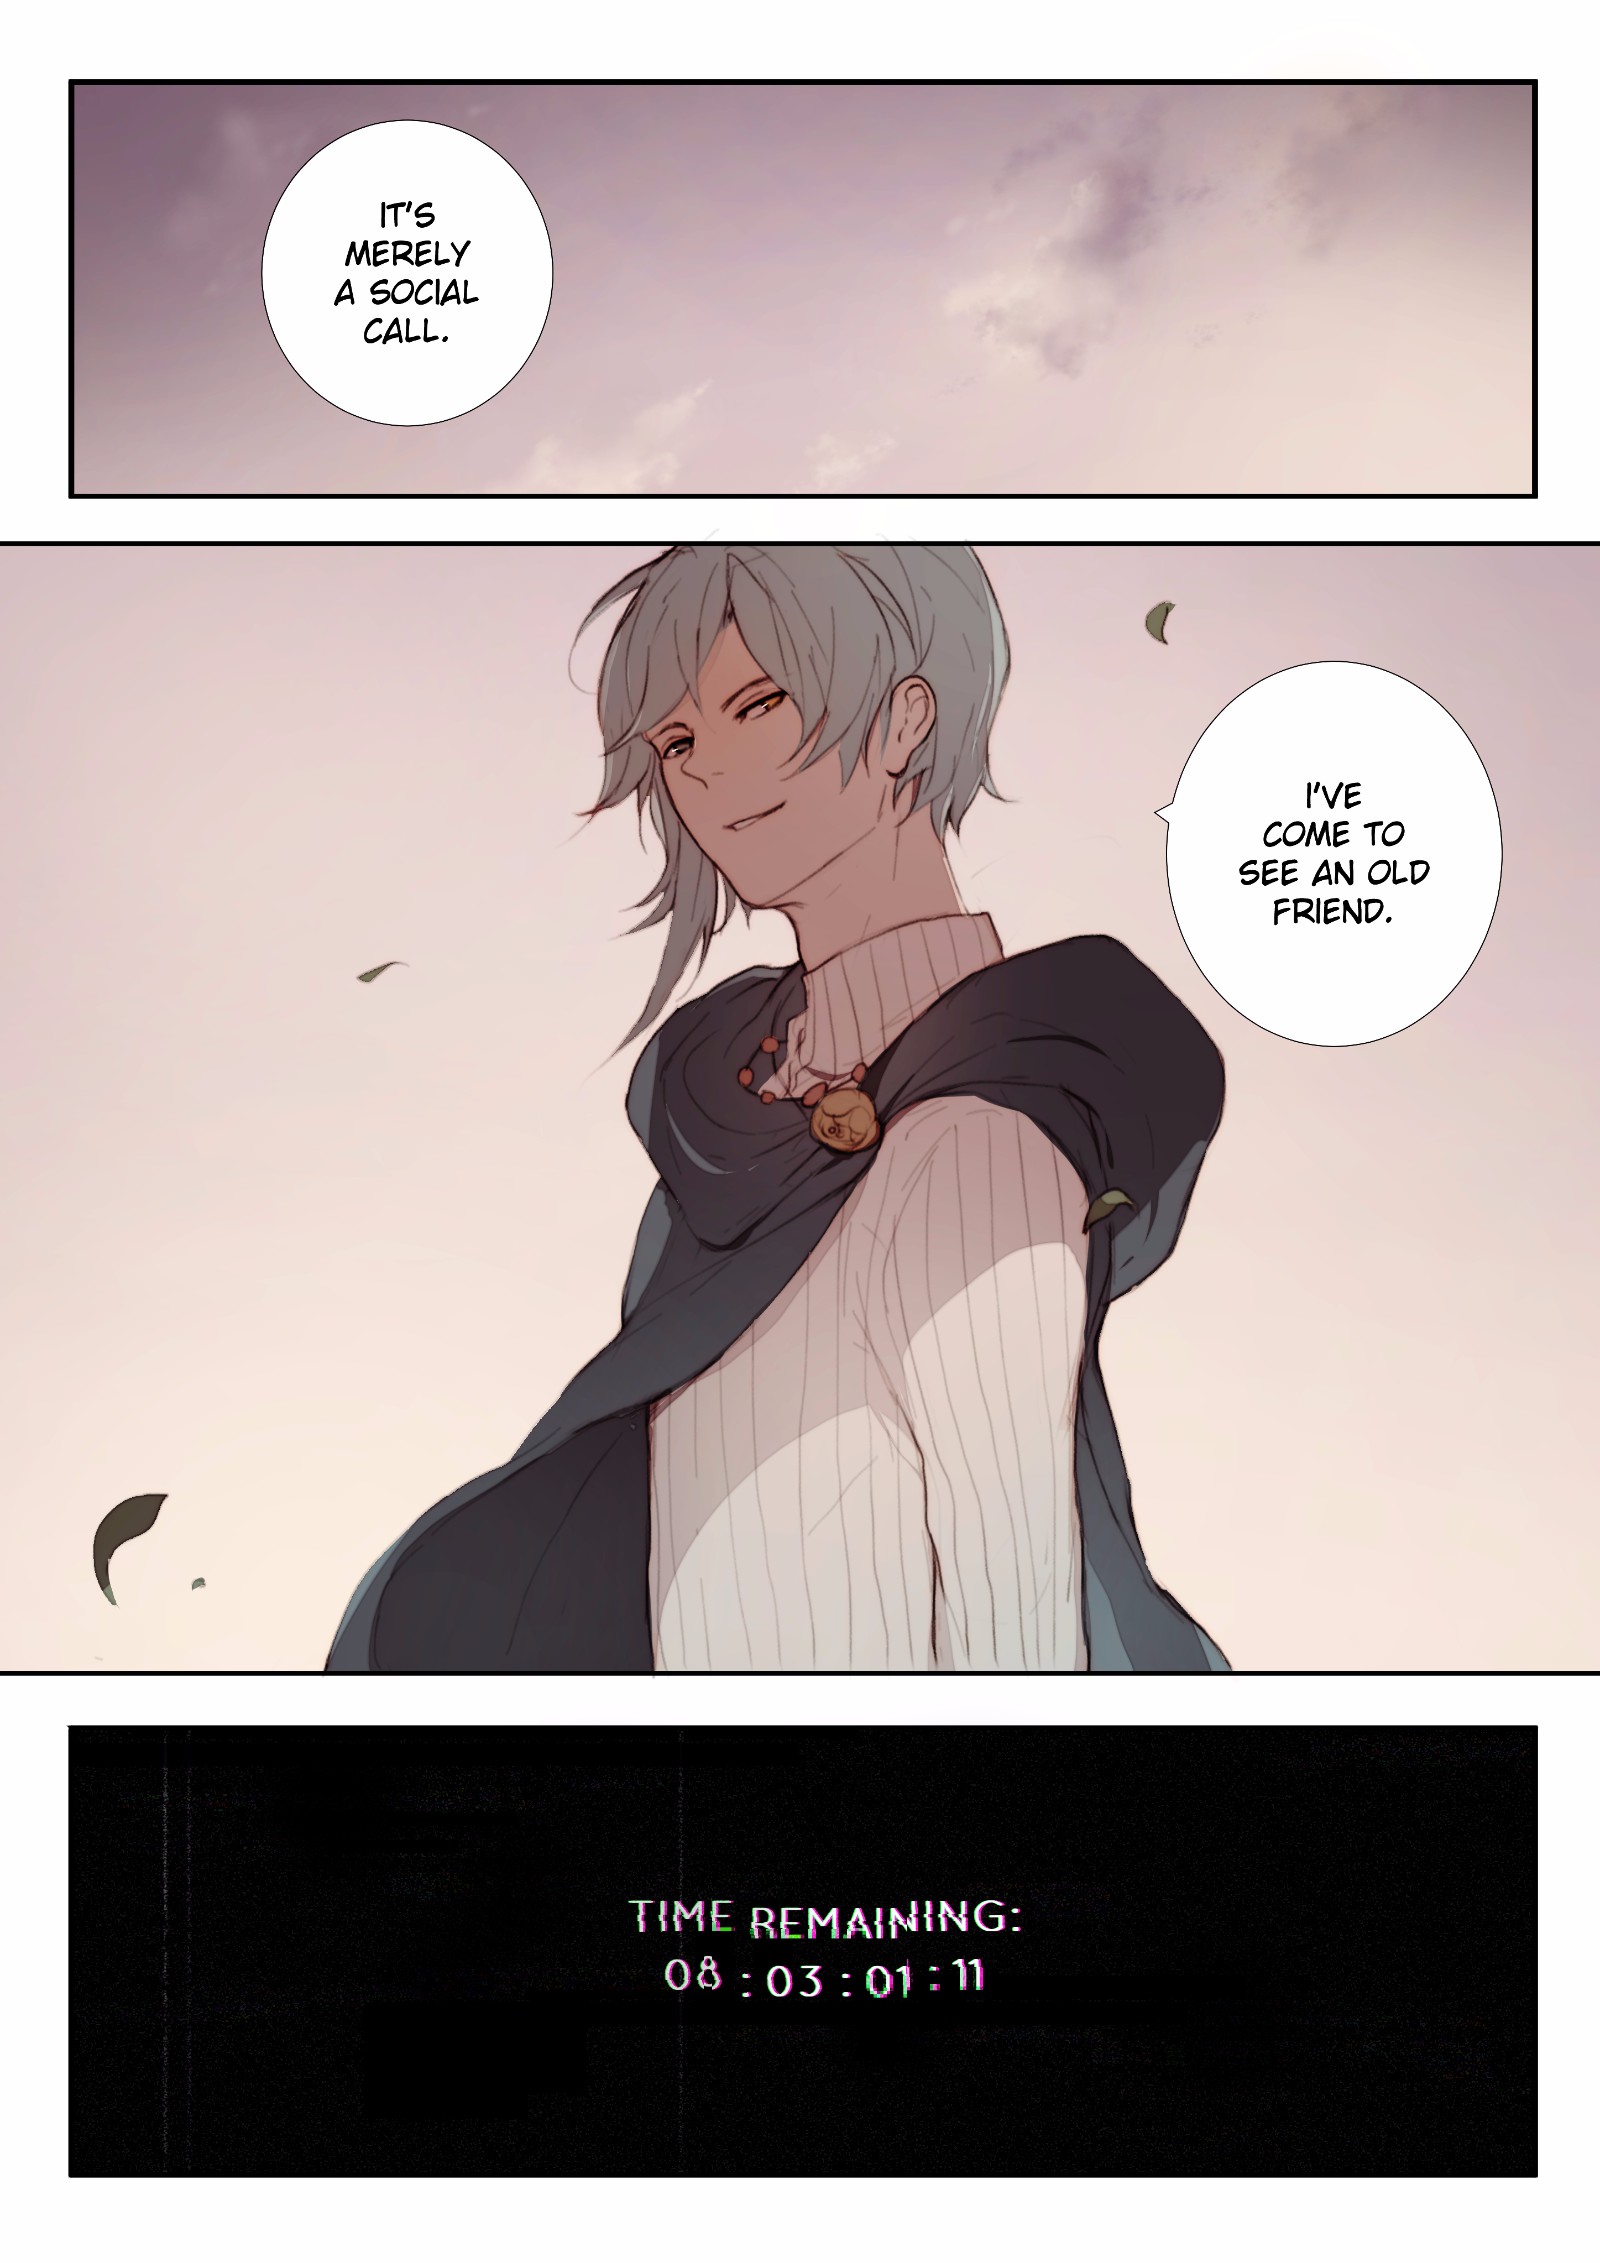 IT'S
MERELY
A SOCIAL
CALL.
I'VE
COME TO
SEE AN OLD
FRIEND.
TIME REMAINING:
08:03:01:11